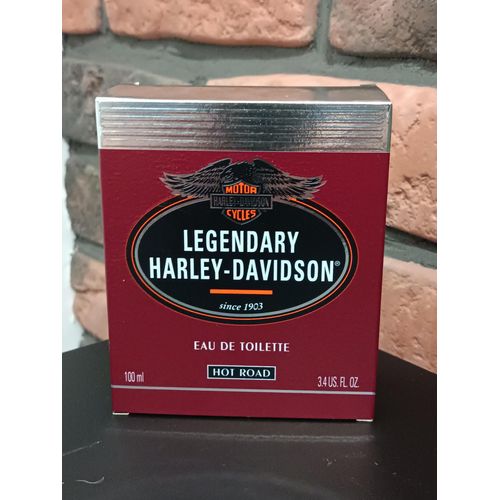 MOTOR
HARLEY-DAVIDSON
CYCLES
LEGENDARY
HARLEY-DAVIDSON®
since 1903
EAU DE TOILETTE
HOT ROAD
100 ml
3.4 US. FL. OZ.